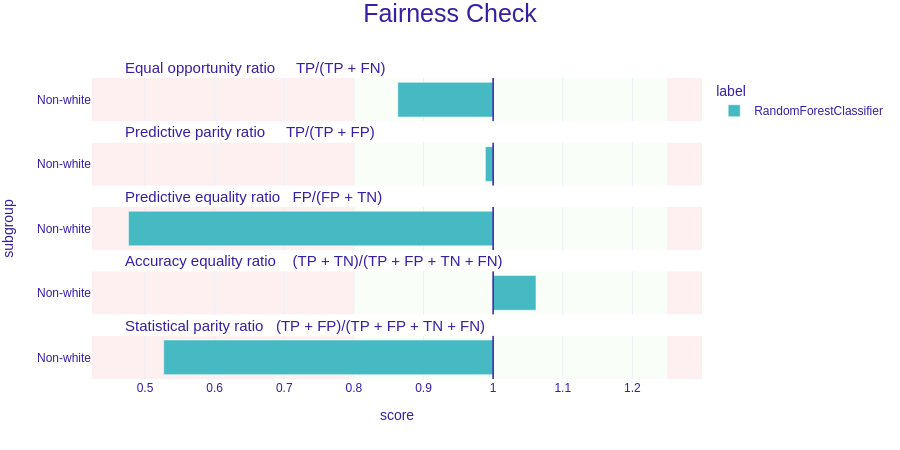 Fairness Check
Equal opportunity ratio     TP/(TP + FN)
Non-white
Predictive parity ratio     TP/(TP + FP)
Non-white
Predictive equality ratio   FP/(FP + TN)
Non-white
Accuracy equality ratio    (TP + TN)/(TP + FP + TN + FN)
Non-white
Statistical parity ratio   (TP + FP)/(TP + FP + TN + FN)
Non-white
0.5 0.6 0.7 0.8 0.9 1 1.1 1.2
score
subgroup
label
RandomForestClassifier